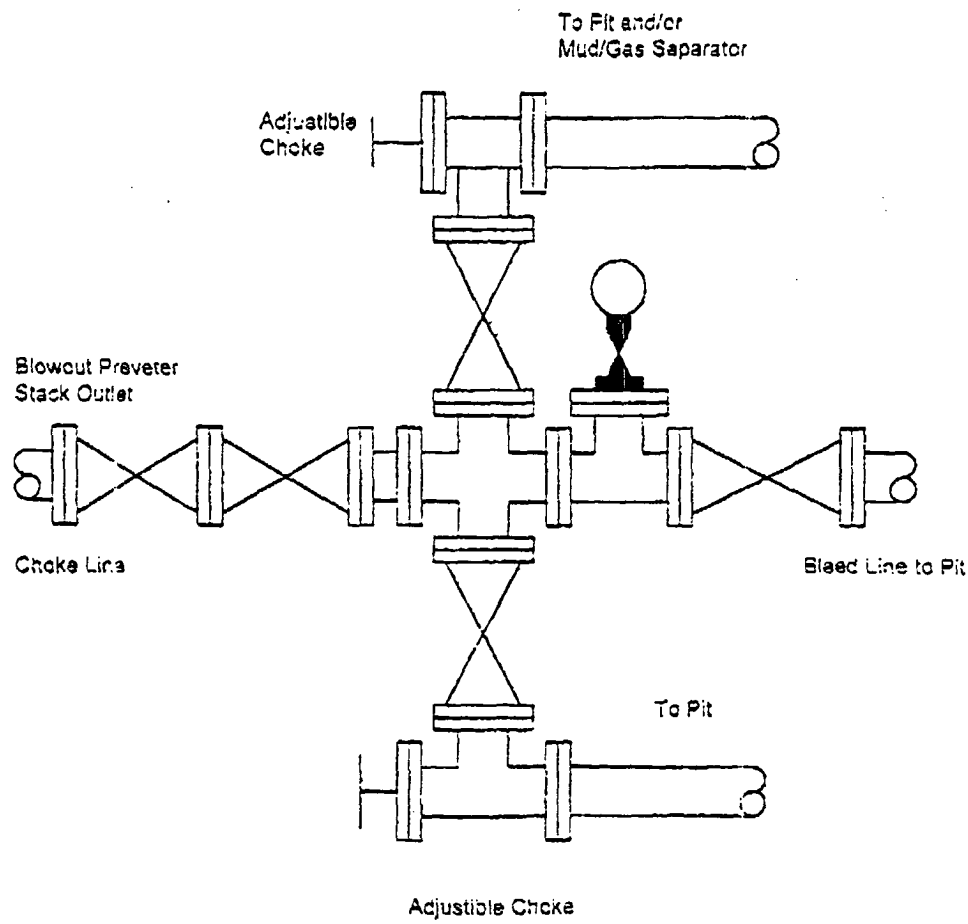 To Pit and/or
Mud/Gas Separator
Adjustible
Choke
Blowout Preveter
Stack Outlet
Choke Line
Bleed Line to Pit
To Pit
Adjustible Choke